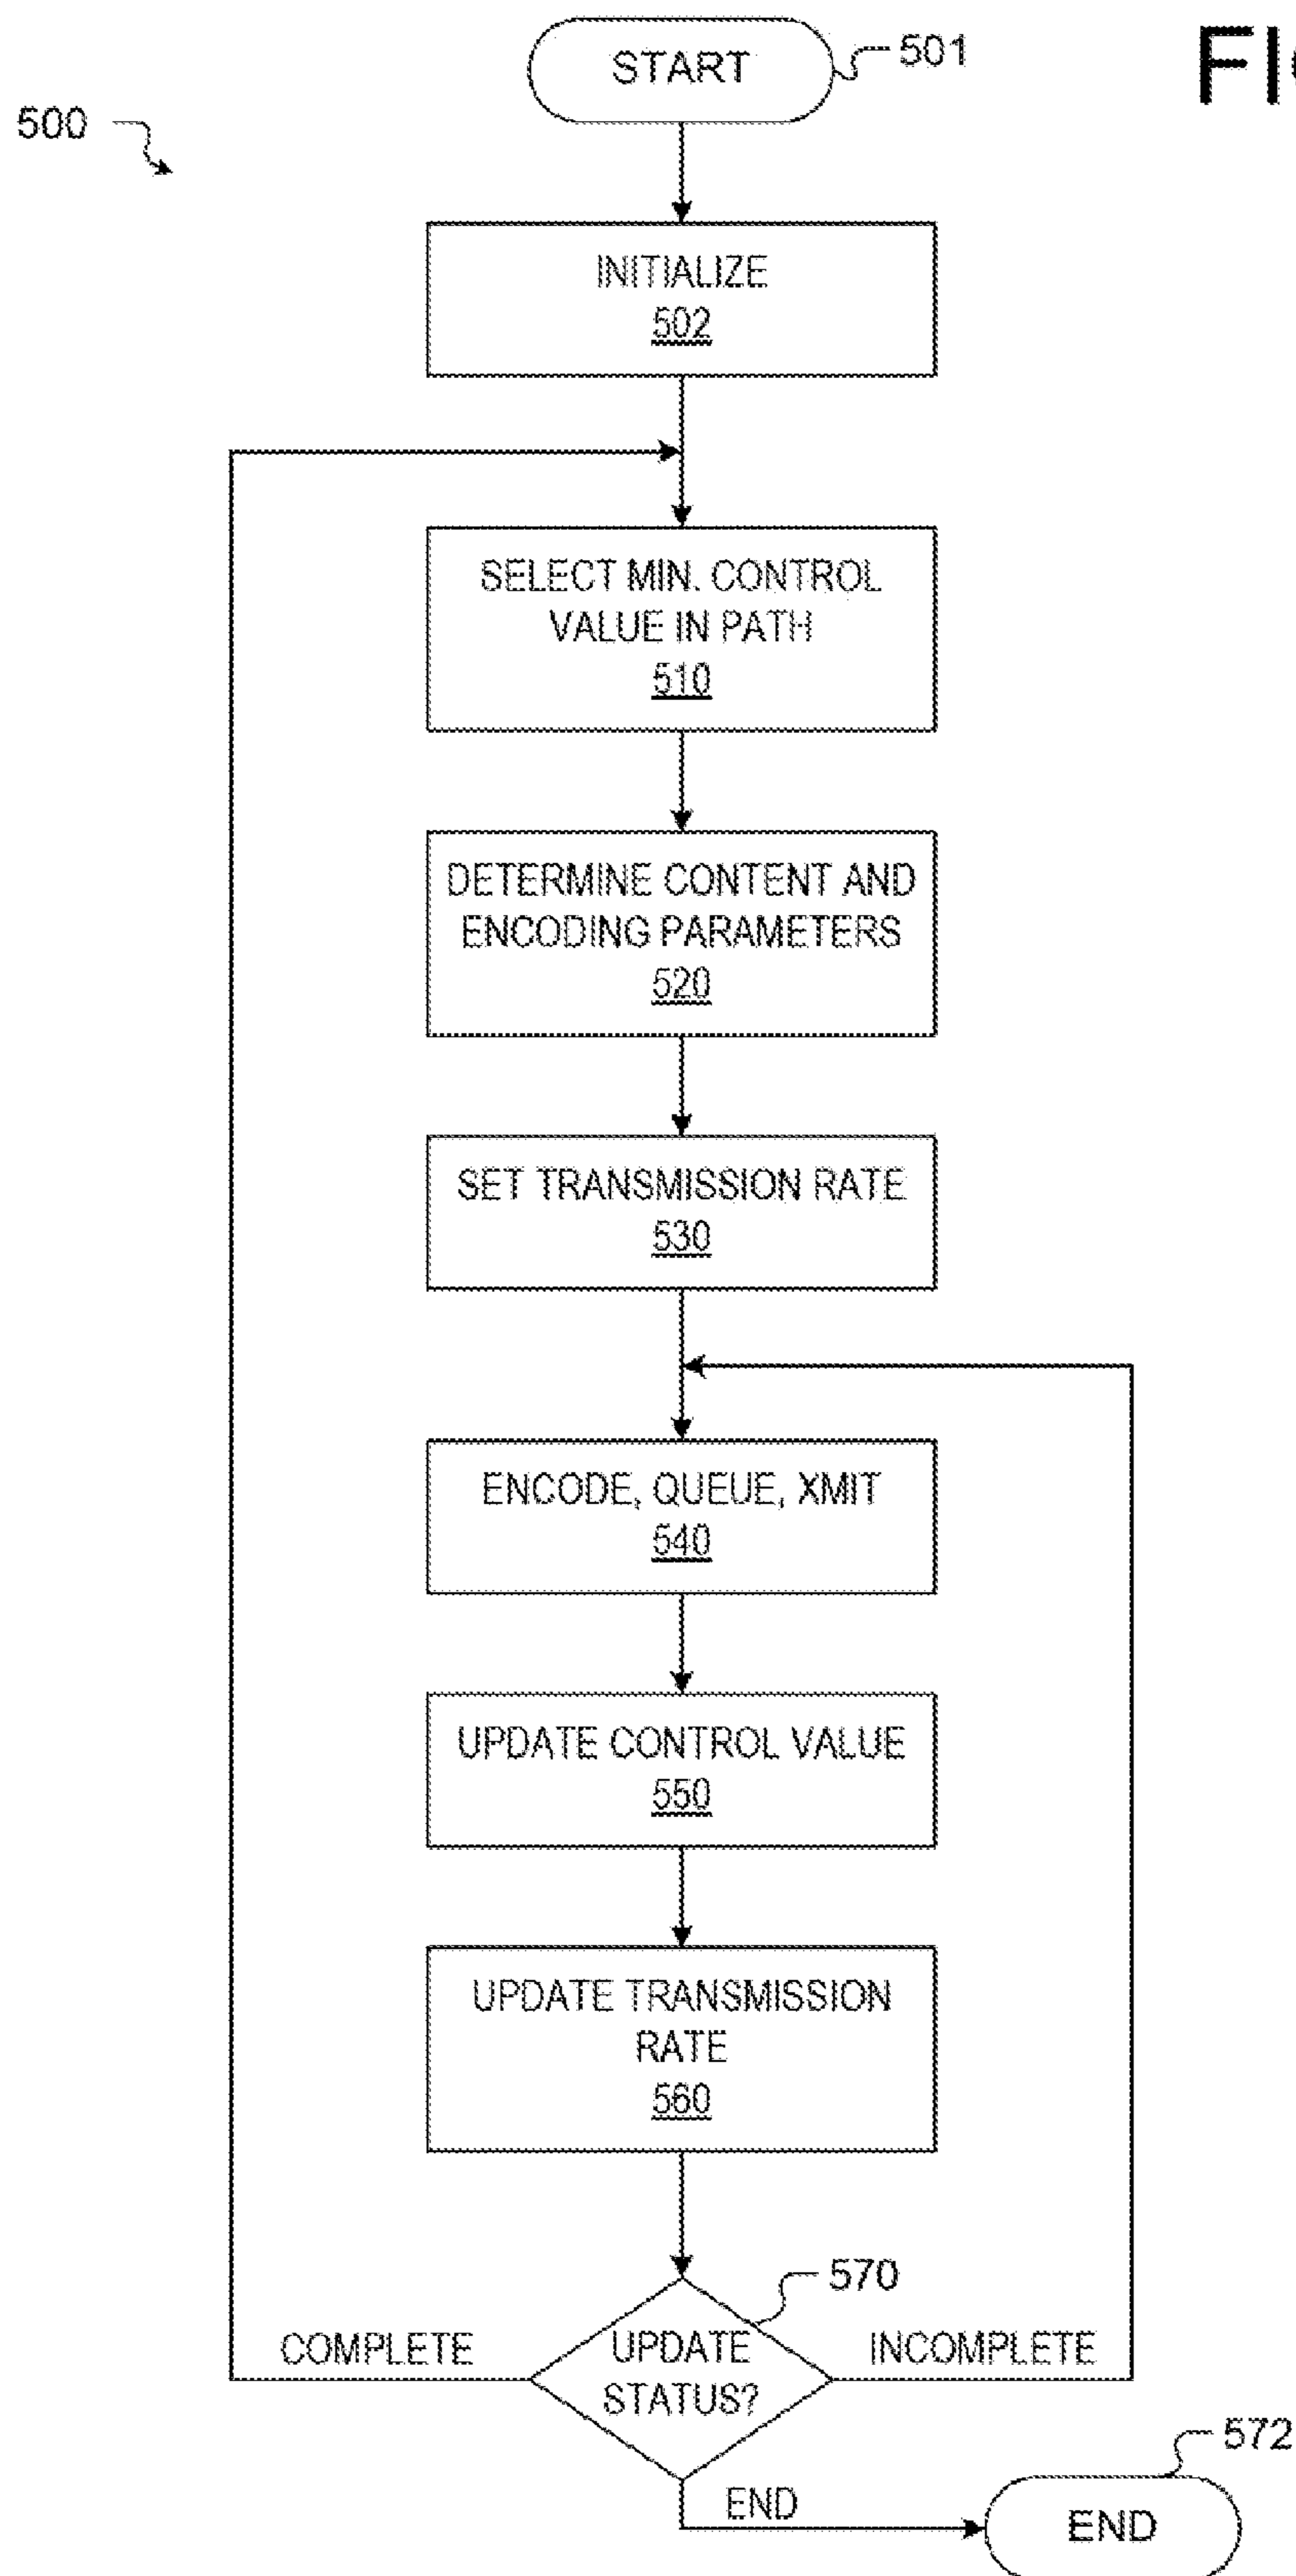 START
501
FIG
500
INITIALIZE
502
SELECT MIN. CONTROL
VALUE IN PATH
510
DETERMINE CONTENT AND
ENCODING PARAMETERS
520
SET TRANSMISSION RATE
530
ENCODE, QUEUE, XMIT
540
UPDATE CONTROL VALUE
550
UPDATE TRANSMISSION
RATE
560
570
COMPLETE
UPDATE
STATUS?
INCOMPLETE
572
END
END